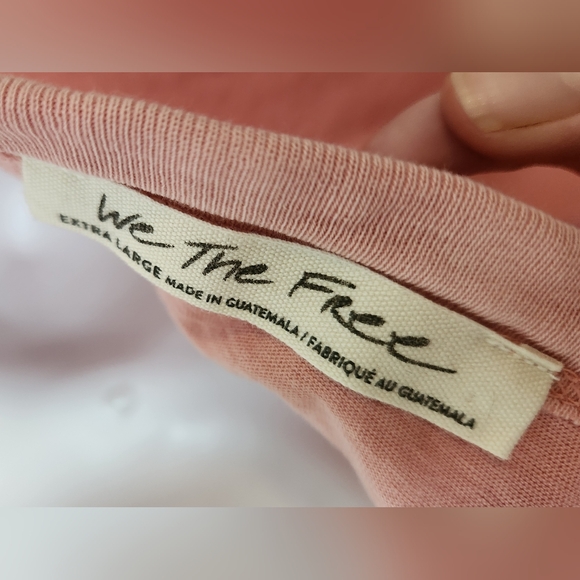 We The Free
EXTRA LARGE MADE IN GUATEMALA / FABRIQUÉ AU GUATEMALA